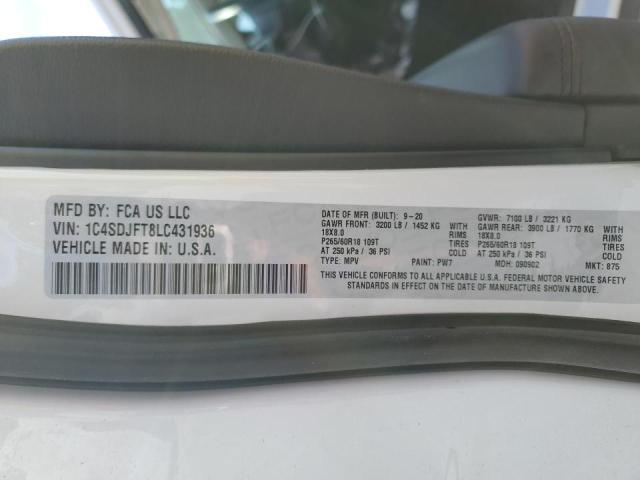 MFD BY: FCA US LLC
VIN: 1C4SDJFT8LC431936
VEHICLE MADE IN: U.S.A.
DATE OF MFR (BUILT): 9-20 GVWR: 7100 LB / 3221 KG
GAWR FRONT: 3200 LB / 1452 KG GAWR REAR: 3900 LB / 1770 KG
18X8.0 RIMS 18X8.0 RIMS
P265/60R18 109T TIRES P265/60R18 109T TIRES
AT 250 kPa / 36 PSI COLD AT 250 kPa / 36 PSI COLD
TYPE: MPV PAINT: PW7 MDH: 090902 MKT: 875
THIS VEHICLE CONFORMS TO ALL APPLICABLE U.S.A. FEDERAL MOTOR VEHICLE SAFETY
STANDARDS IN EFFECT ON THE DATE OF MANUFACTURE SHOWN ABOVE.